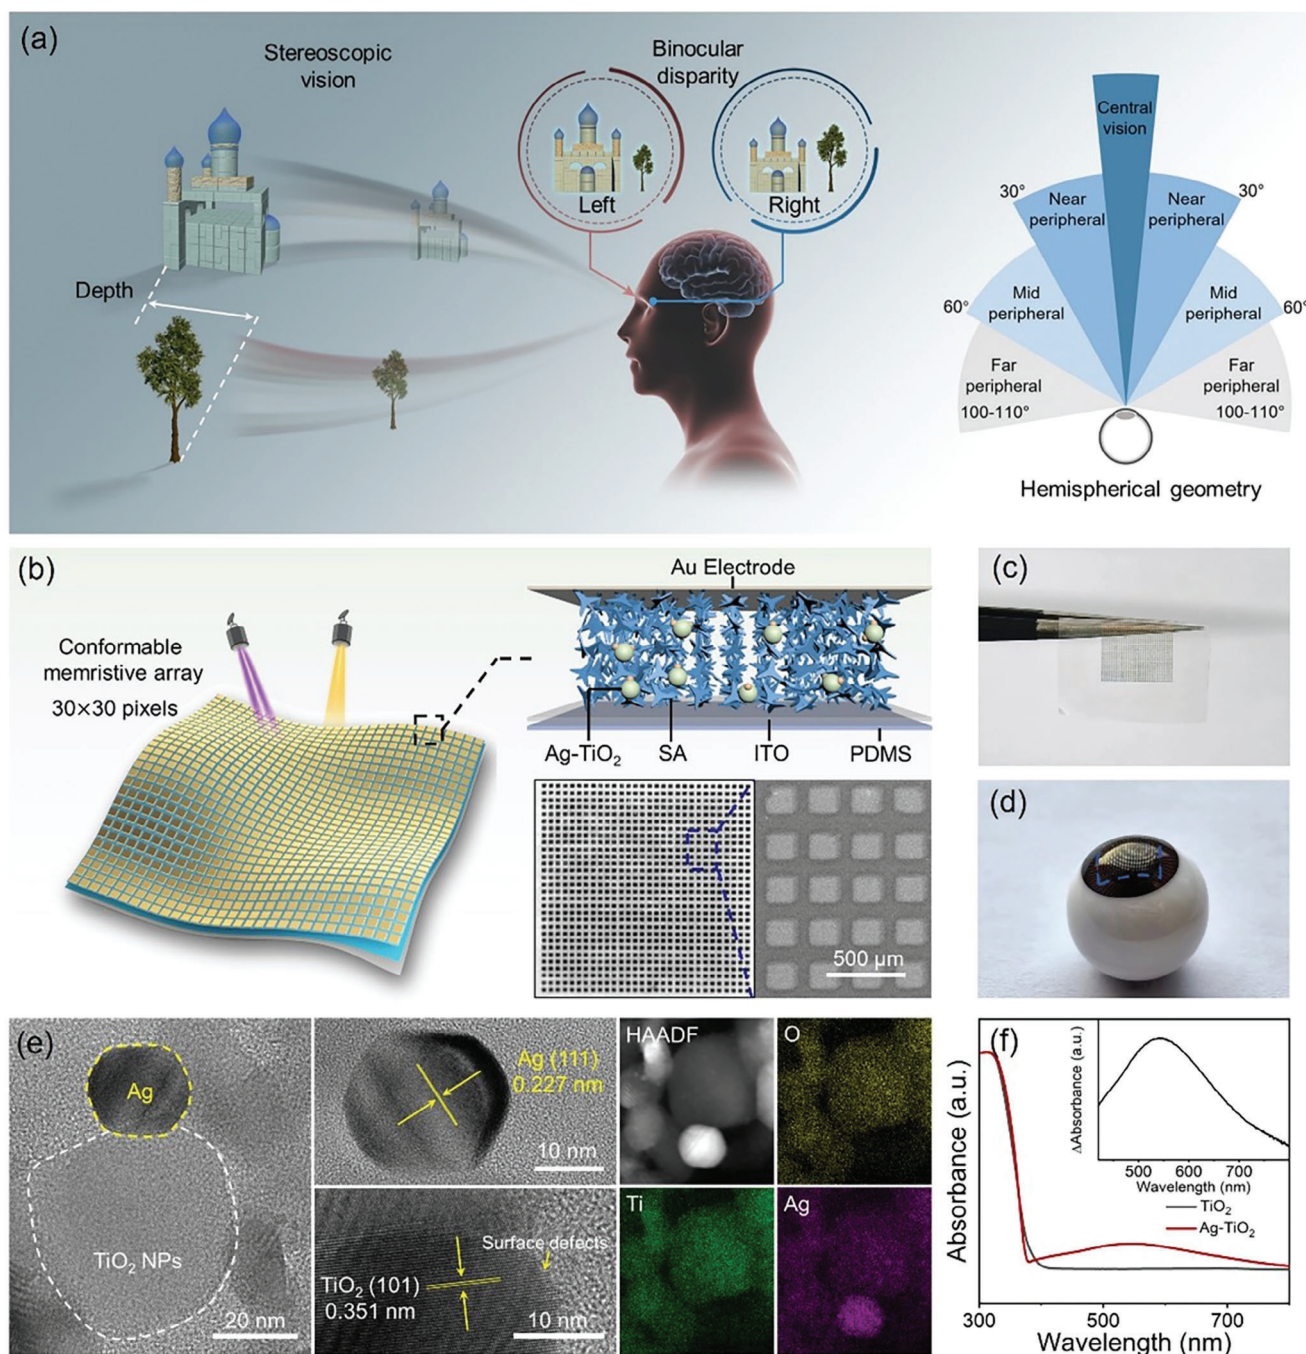 (a)
Stereoscopic
vision
Binocular
disparity
Left
Right
Depth
Central
vision
30°
30°
Near
peripheral
Near
peripheral
60°
60°
Mid
peripheral
Mid
peripheral
Far
peripheral
100-110°
Far
peripheral
100-110°
Hemispherical geometry
(b)
Conformable
memristive array
30×30 pixels
Au Electrode
Ag-TiO₂
SA
ITO
PDMS
500 μm
(c)
(d)
(e)
Ag
TiO₂ NPs
20 nm
Ag (111)
0.227 nm
10 nm
TiO₂ (101)
0.351 nm
Surface defects
10 nm
HAADF
O
Ti
Ag
(f)
Absorbance (a.u.)
ΔAbsorbance (a.u.)
500
600
700
Wavelength (nm)
TiO₂
Ag-TiO₂
300
500
700
Wavelength (nm)